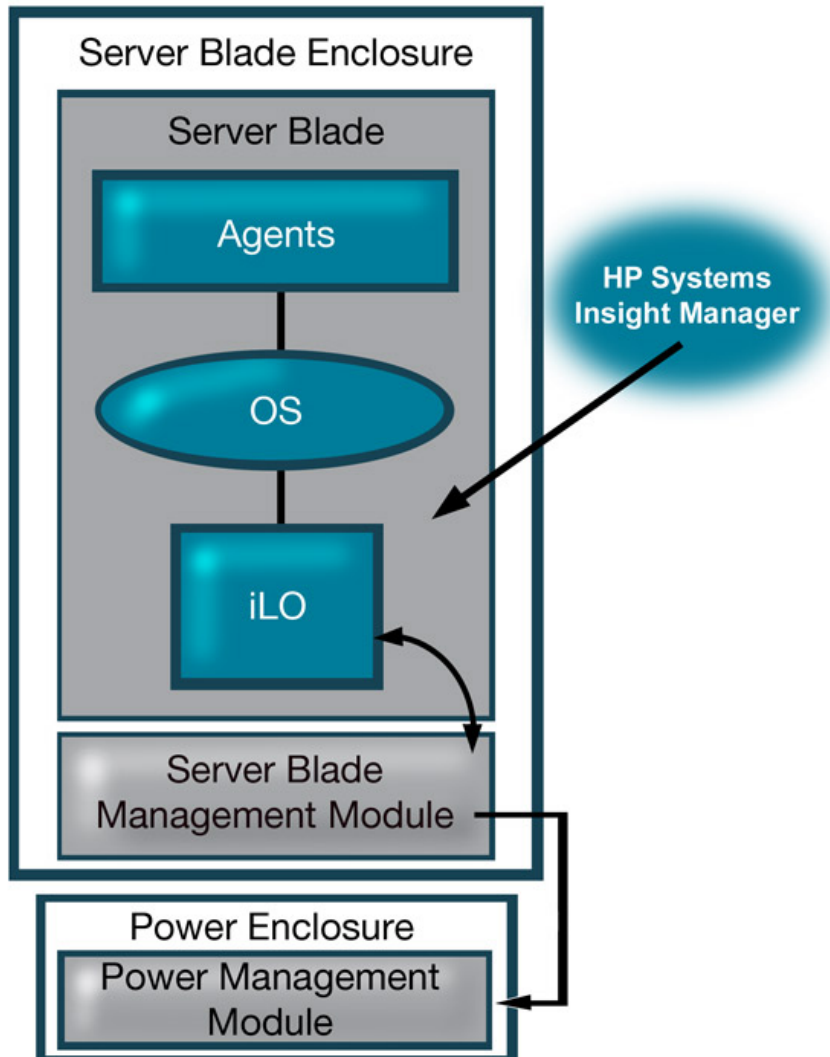 Server Blade Enclosure
Server Blade
Agents
HP Systems
Insight Manager
OS
iLO
Server Blade
Management Module
Power Enclosure
Power Management
Module